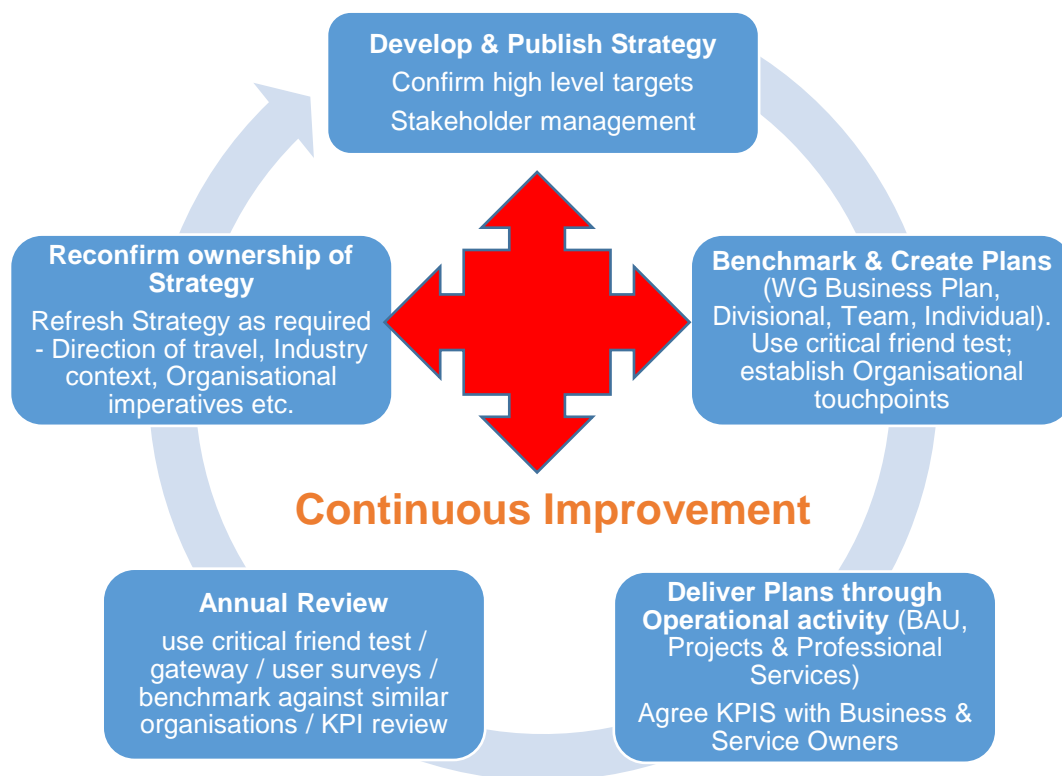 Develop & Publish Strategy
Confirm high level targets
Stakeholder management
Benchmark & Create Plans
(WG Business Plan,
Divisional, Team, Individual).
Use critical friend test;
establish Organisational
touchpoints
Deliver Plans through
Operational activity (BAU,
Projects & Professional
Services)
Agree KPIS with Business &
Service Owners
Annual Review
use critical friend test /
gateway / user surveys /
benchmark against similar
organisations / KPI review
Reconfirm ownership of
Strategy
Refresh Strategy as required
- Direction of travel, Industry
context, Organisational
imperatives etc.
Continuous Improvement